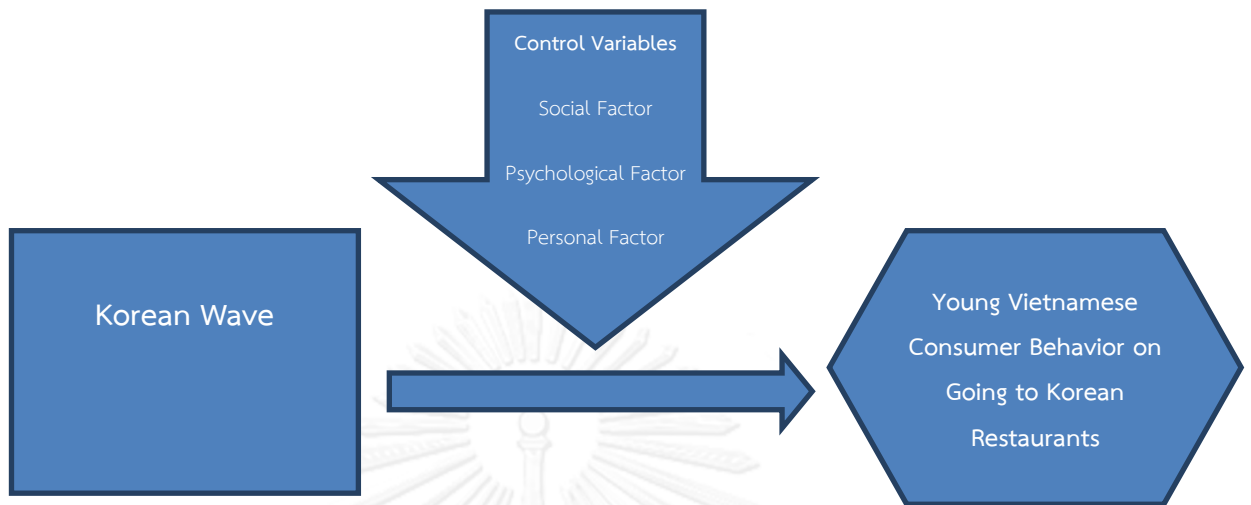 Control Variables
Social Factor
Psychological Factor
Personal Factor
Korean Wave
Young Vietnamese
Consumer Behavior on
Going to Korean
Restaurants